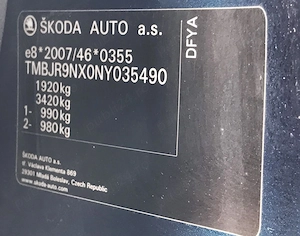 ŠKODA AUTO a.s.
e8*2007/46*0355
TMBJR9NX0NY035490
1920kg
3420kg
1- 990kg
2- 980kg
DFYA
ŠKODA AUTO a.s.
tř. Václava Klementa 869
29301 Mladá Boleslav, Czech Republic
www.skoda-auto.com